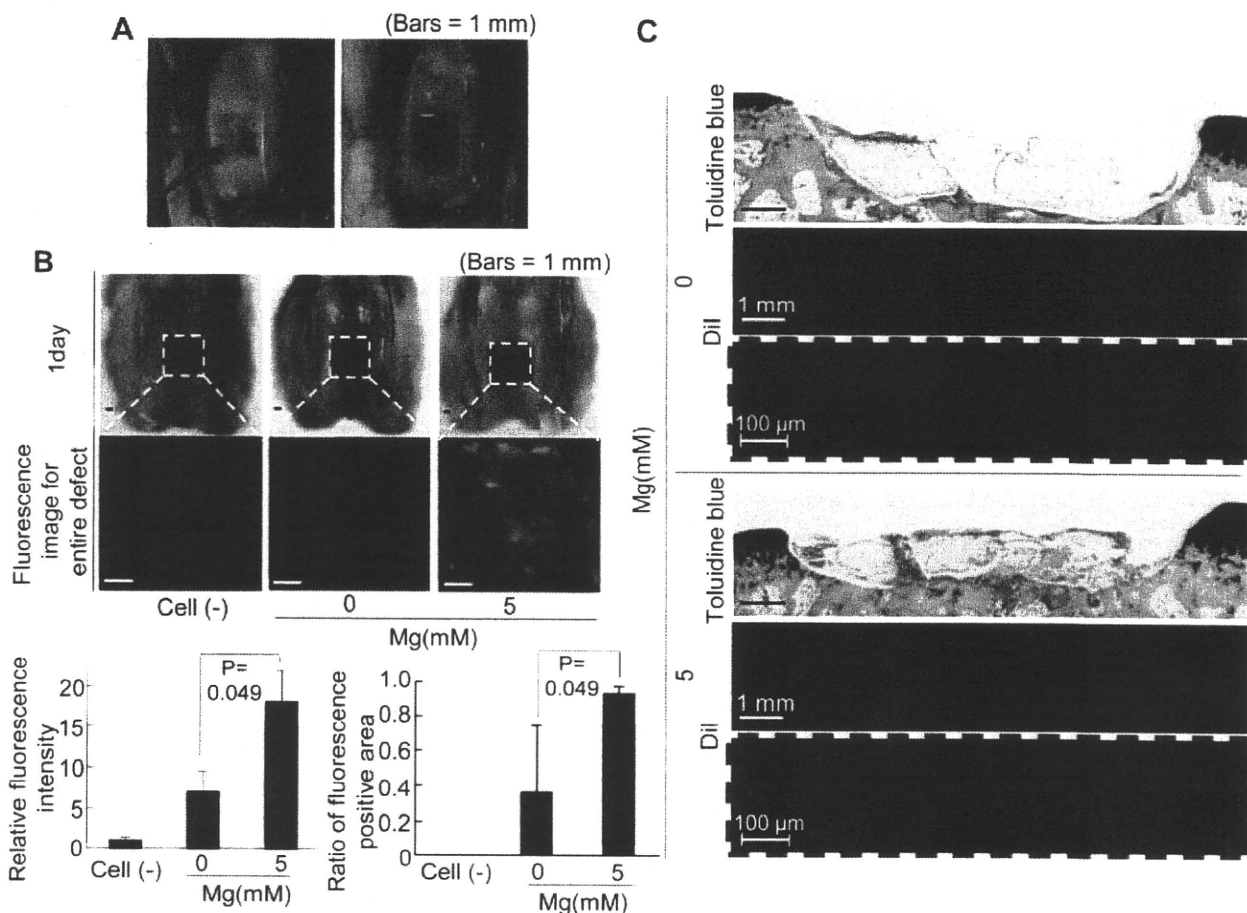 A
(Bars = 1 mm)
B
(Bars = 1 mm)
1day
Fluorescence
image for
entire defect
Cell (-)
0
5
Mg(mM)
Relative fluorescence
intensity
20
15
10
5
0
P=
0.049
Cell (-)
0
5
Mg(mM)
Ratio of fluorescence
positive area
1.0
0.8
0.6
0.4
0.2
0
P=
0.049
Cell (-)
0
5
Mg(mM)
C
Mg(mM)
0
Toluidine blue
DiI
1 mm
100 µm
5
Toluidine blue
DiI
1 mm
100 µm